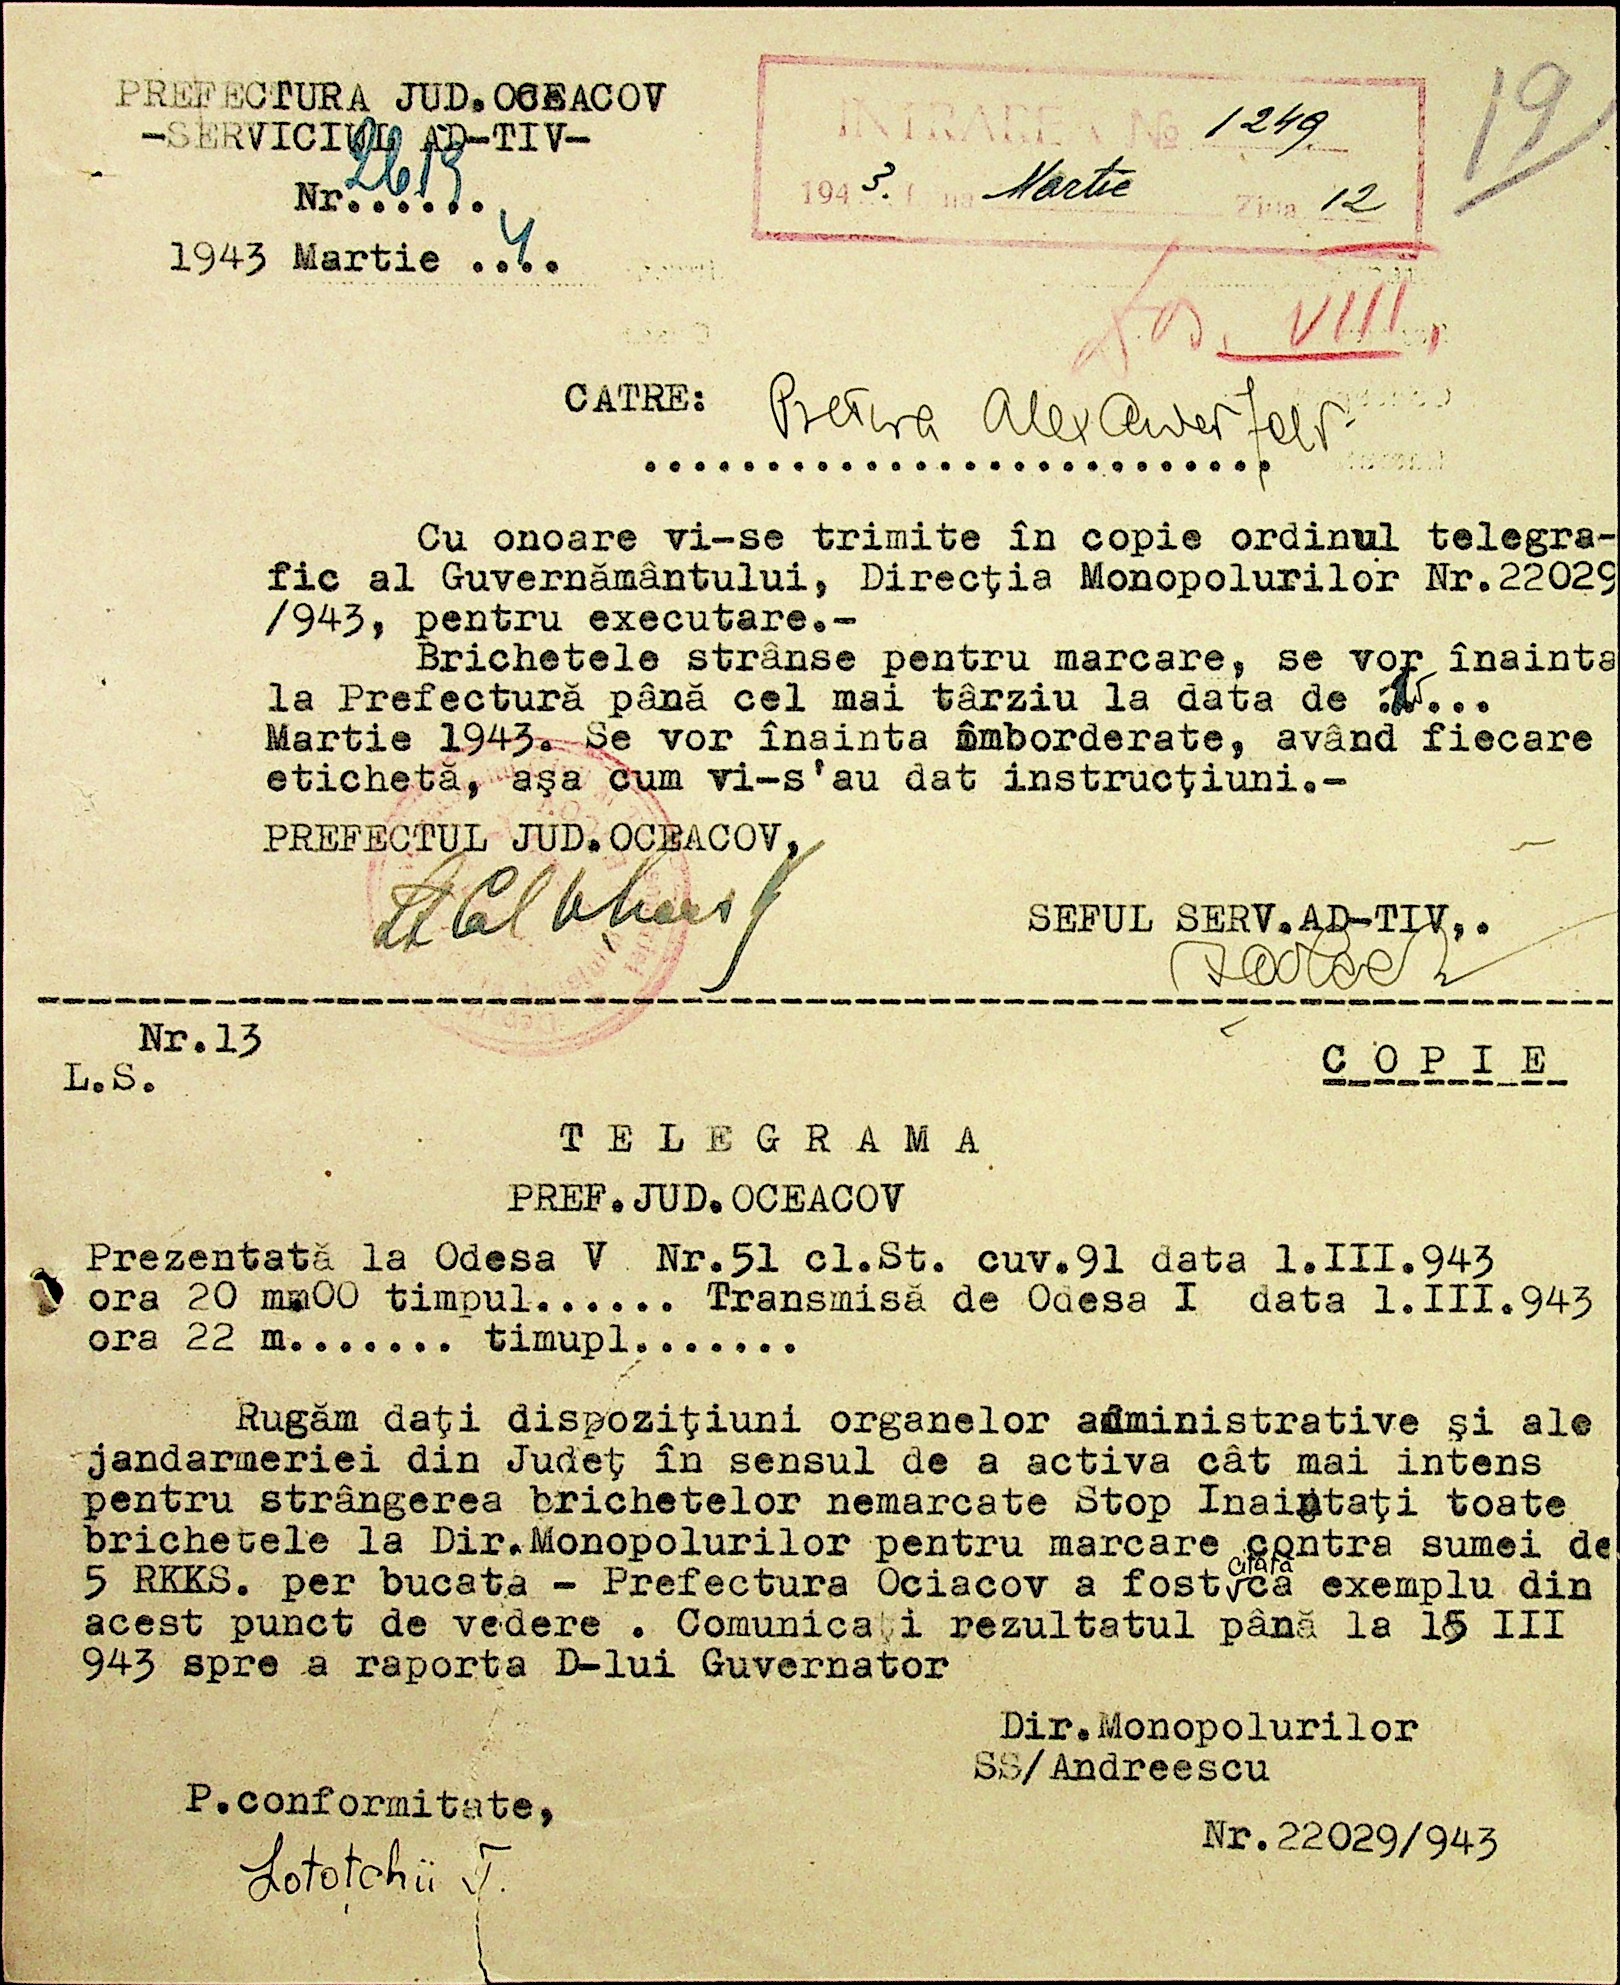 PREFECTURA JUD.OCEACOV
-SERVICIUL AD-TIV-
Nr...... 2613
1943 Martie .... 4
INTRARE No 1249
1943. Luna Martie Ziua 12
19
Dos. VIII.
CATRE: Pretura Alexanderfeld
...........................
Cu onoare vi-se trimite în copie ordinul telegra-
fic al Guvernământului, Direcţia Monopolurilor Nr.22029
/943, pentru executare.-
Brichetele strânse pentru marcare, se vor înainta
la Prefectură până cel mai târziu la data de ...
Martie 1943. Se vor înainta îmborderate, având fiecare
etichetă, aşa cum vi-s'au dat instrucţiuni.-
PREFECTUL JUD.OCEACOV,
Lt Col
SEFUL SERV.AD-TIV,.
Nr.13
L.S.
C O P I E
T E L E G R A M A
PREF.JUD.OCEACOV
Prezentată la Odesa V Nr.51 cl.St. cuv.91 data 1.III.943
ora 20 mm00 timpul...... Transmisă de Odesa I data 1.III.943
ora 22 m....... timupl.......
Rugăm daţi dispoziţiuni organelor administrative şi ale
jandarmeriei din Judeţ în sensul de a activa cât mai intens
pentru strângerea brichetelor nemarcate Stop Inaintaţi toate
brichetele la Dir.Monopolurilor pentru marcare contra sumei de
5 RKKS. per bucata - Prefectura Ociacov a fost citată ca exemplu din
acest punct de vedere . Comunicaţi rezultatul până la 15 III
943 spre a raporta D-lui Guvernator
Dir.Monopolurilor
SS/Andreescu
P.conformitate,
Nr.22029/943
Lotoţchii T.